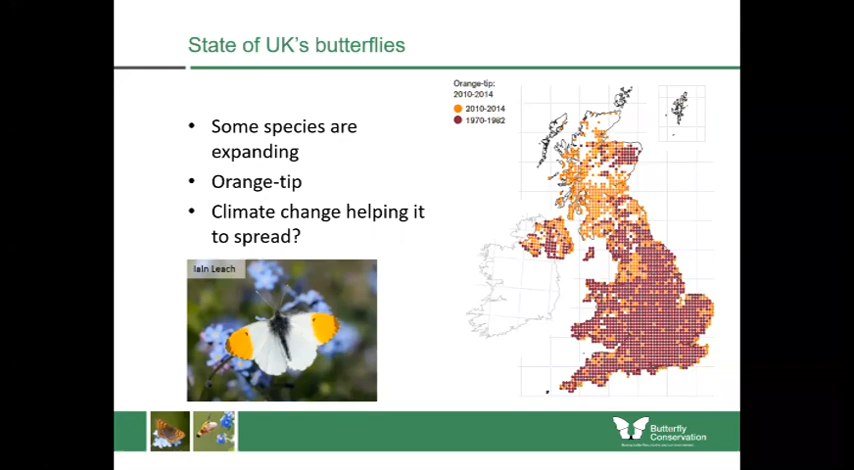 State of UK's butterflies
Orange-tip:
2010-2014
2010-2014
1970-1982
• Some species are
expanding
• Orange-tip
• Climate change helping it
to spread?
Iain Leach
Butterfly
Conservation